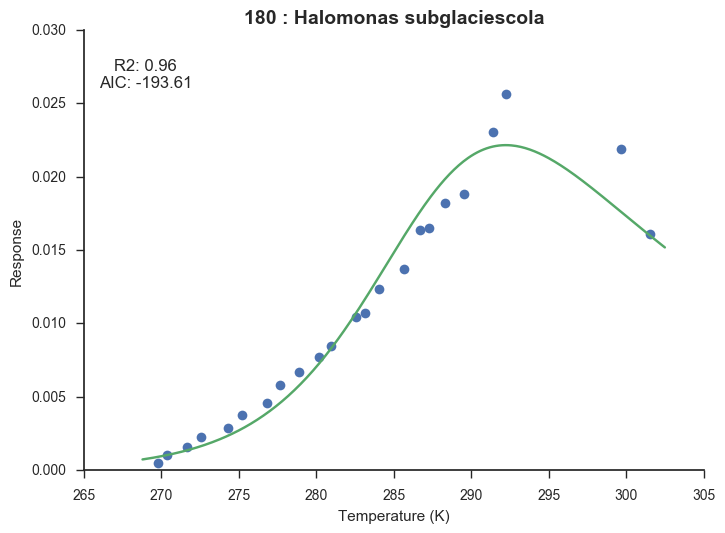 180 : Halomonas subglaciescola
R2: 0.96
AIC: -193.61
0.030
0.025
0.020
0.015
0.010
0.005
0.000
Response
265 270 275 280 285 290 295 300 305
Temperature (K)